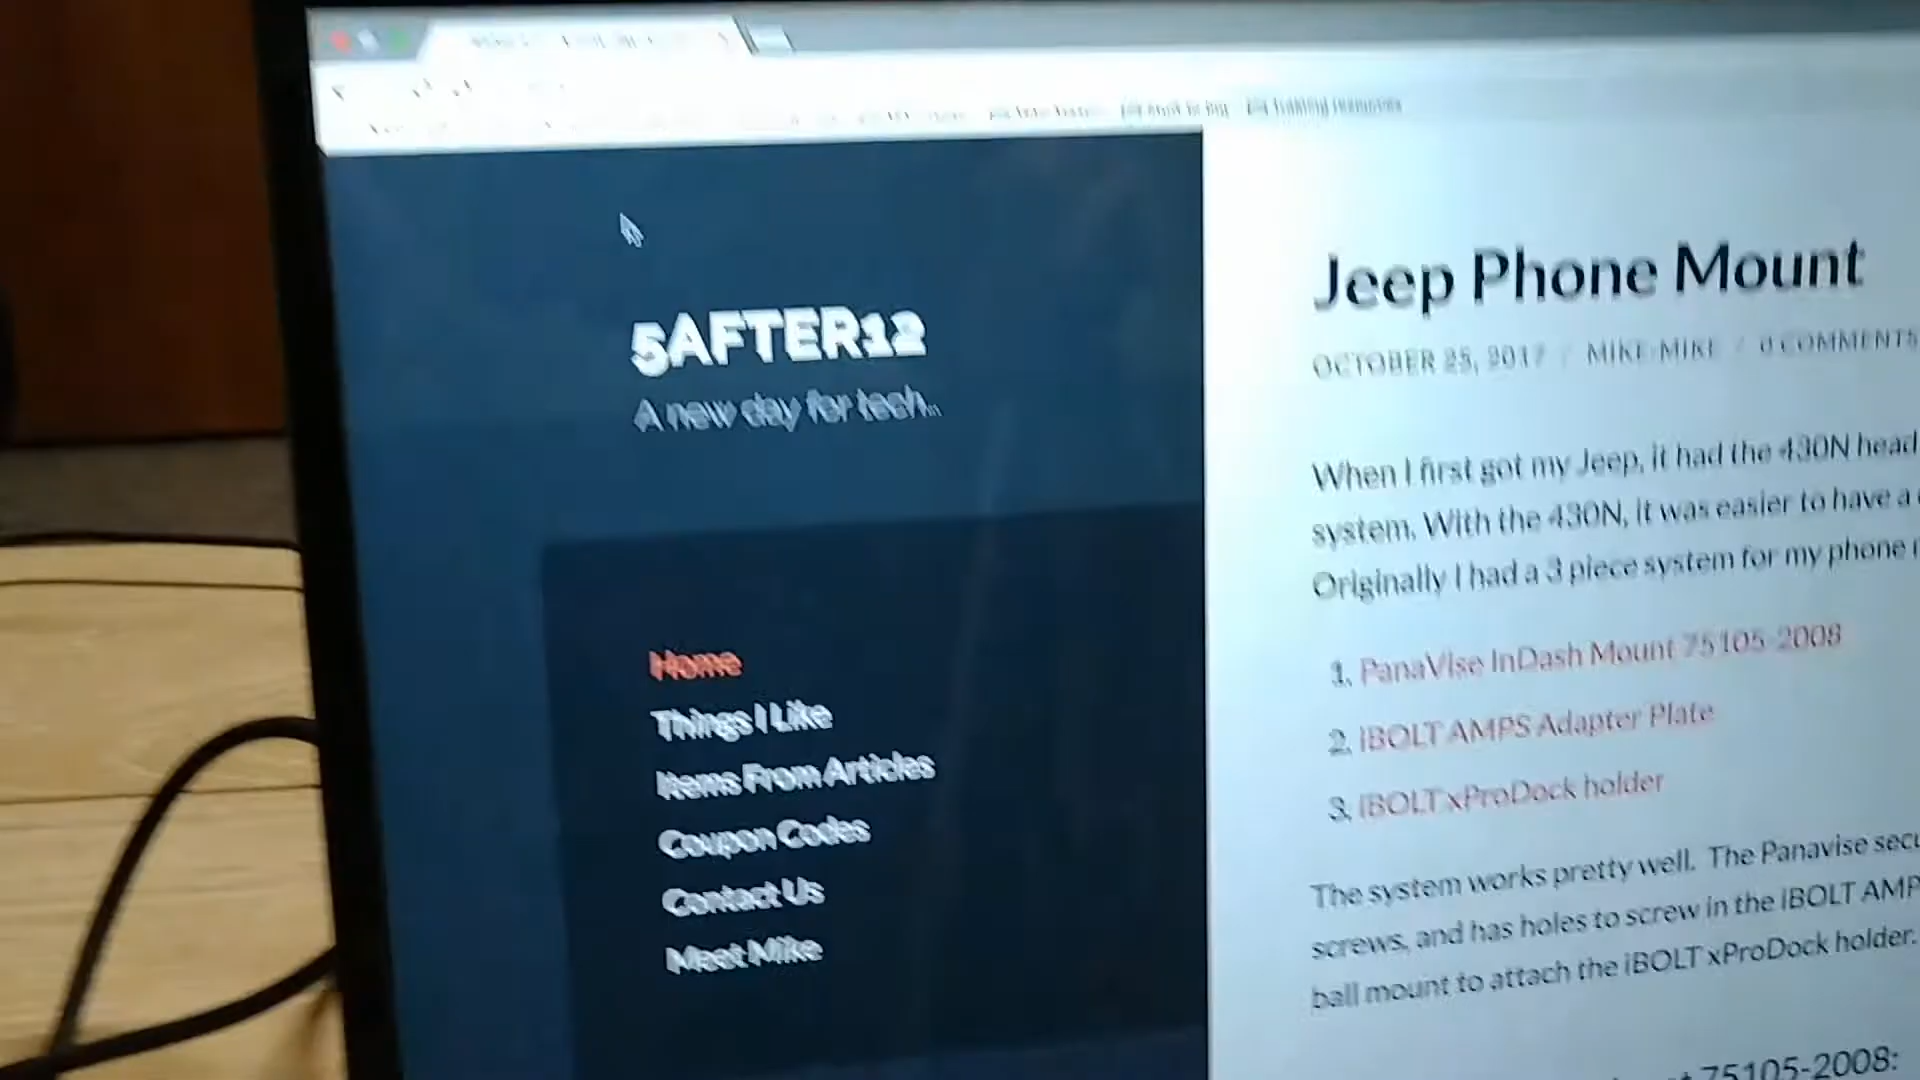 5AFTER12
A new day for tech...
Home
Things I Like
Items From Articles
Coupon Codes
Contact Us
Meet Mike
Jeep Phone Mount
OCTOBER 25, 2017 / MIKE MIKE / 0 COMMENTS
When I first got my Jeep, it had the 430N head
system. With the 430N, it was easier to have a
Originally I had a 3 piece system for my phone
1. PanaVise InDash Mount 75105-2008
2. iBOLT AMPS Adapter Plate
3. iBOLT xProDock holder
The system works pretty well. The Panavise secu
screws, and has holes to screw in the iBOLT AMP
ball mount to attach the iBOLT xProDock holder.
75105-2008: